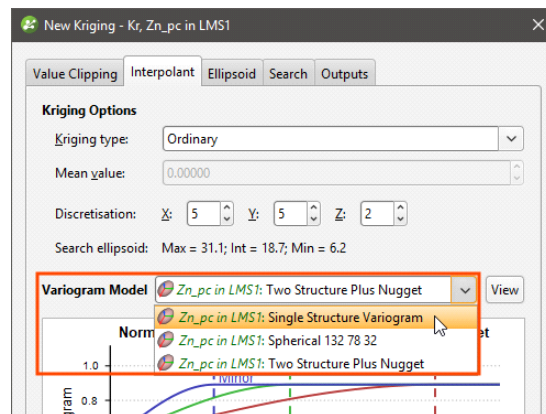 New Kriging - Kr, Zn_pc in LMS1
Value Clipping Interpolant Ellipsoid Search Outputs
Kriging Options
Kriging type: Ordinary
Mean value: 0.00000
Discretisation: X: 5 Y: 5 Z: 2
Search ellipsoid: Max = 31.1; Int = 18.7; Min = 6.2
Variogram Model Zn_pc in LMS1: Two Structure Plus Nugget View
Zn_pc in LMS1: Single Structure Variogram
Zn_pc in LMS1: Spherical 132 78 32
Zn_pc in LMS1: Two Structure Plus Nugget
1.0
0.8